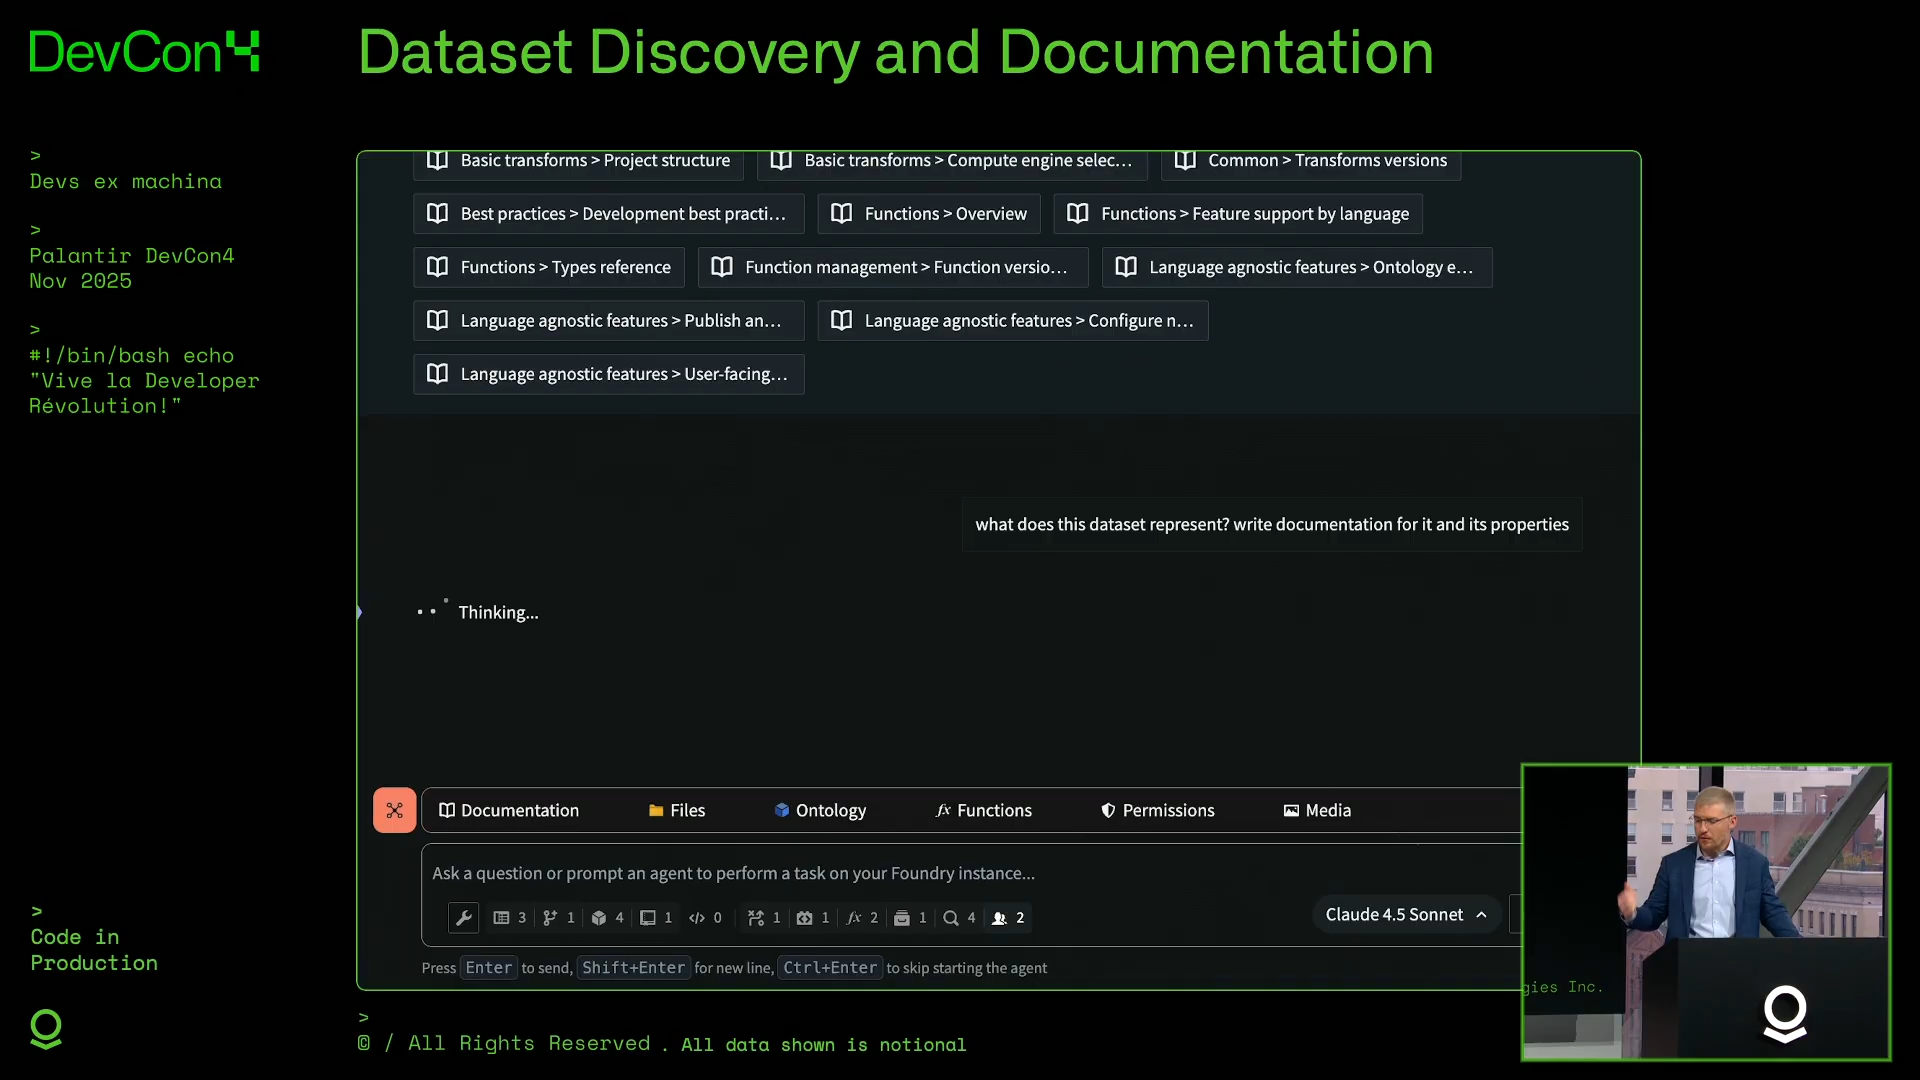 DevCon4
Dataset Discovery and Documentation
>
Devs ex machina
>
Palantir DevCon4
Nov 2025
>
#!/bin/bash echo
"Vive la Developer
Révolution!"
>
Code in
Production
Basic transforms > Project structure
Basic transforms > Compute engine selec...
Common > Transforms versions
Best practices > Development best practi...
Functions > Overview
Functions > Feature support by language
Functions > Types reference
Function management > Function versio...
Language agnostic features > Ontology e...
Language agnostic features > Publish an...
Language agnostic features > Configure n...
Language agnostic features > User-facing...
what does this dataset represent? write documentation for it and its properties
Thinking...
Documentation Files Ontology fx Functions Permissions Media
Ask a question or prompt an agent to perform a task on your Foundry instance...
3 1 4 1 </> 0 1 1 fx 2 1 4 2
Claude 4.5 Sonnet
Press Enter to send, Shift+Enter for new line, Ctrl+Enter to skip starting the agent
gies Inc.
>
© / All Rights Reserved . All data shown is notional